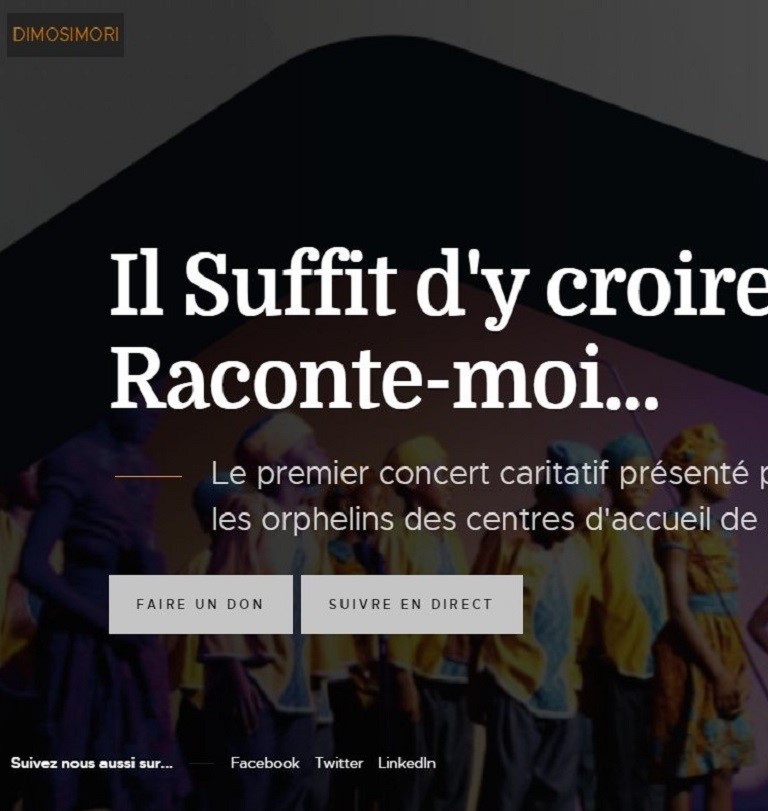 DIMOSIMORI
Il Suffit d'y croire
Raconte-moi...
Le premier concert caritatif présenté
les orphelins des centres d'accueil de
FAIRE UN DON
SUIVRE EN DIRECT
Suivez nous aussi sur... Facebook Twitter LinkedIn